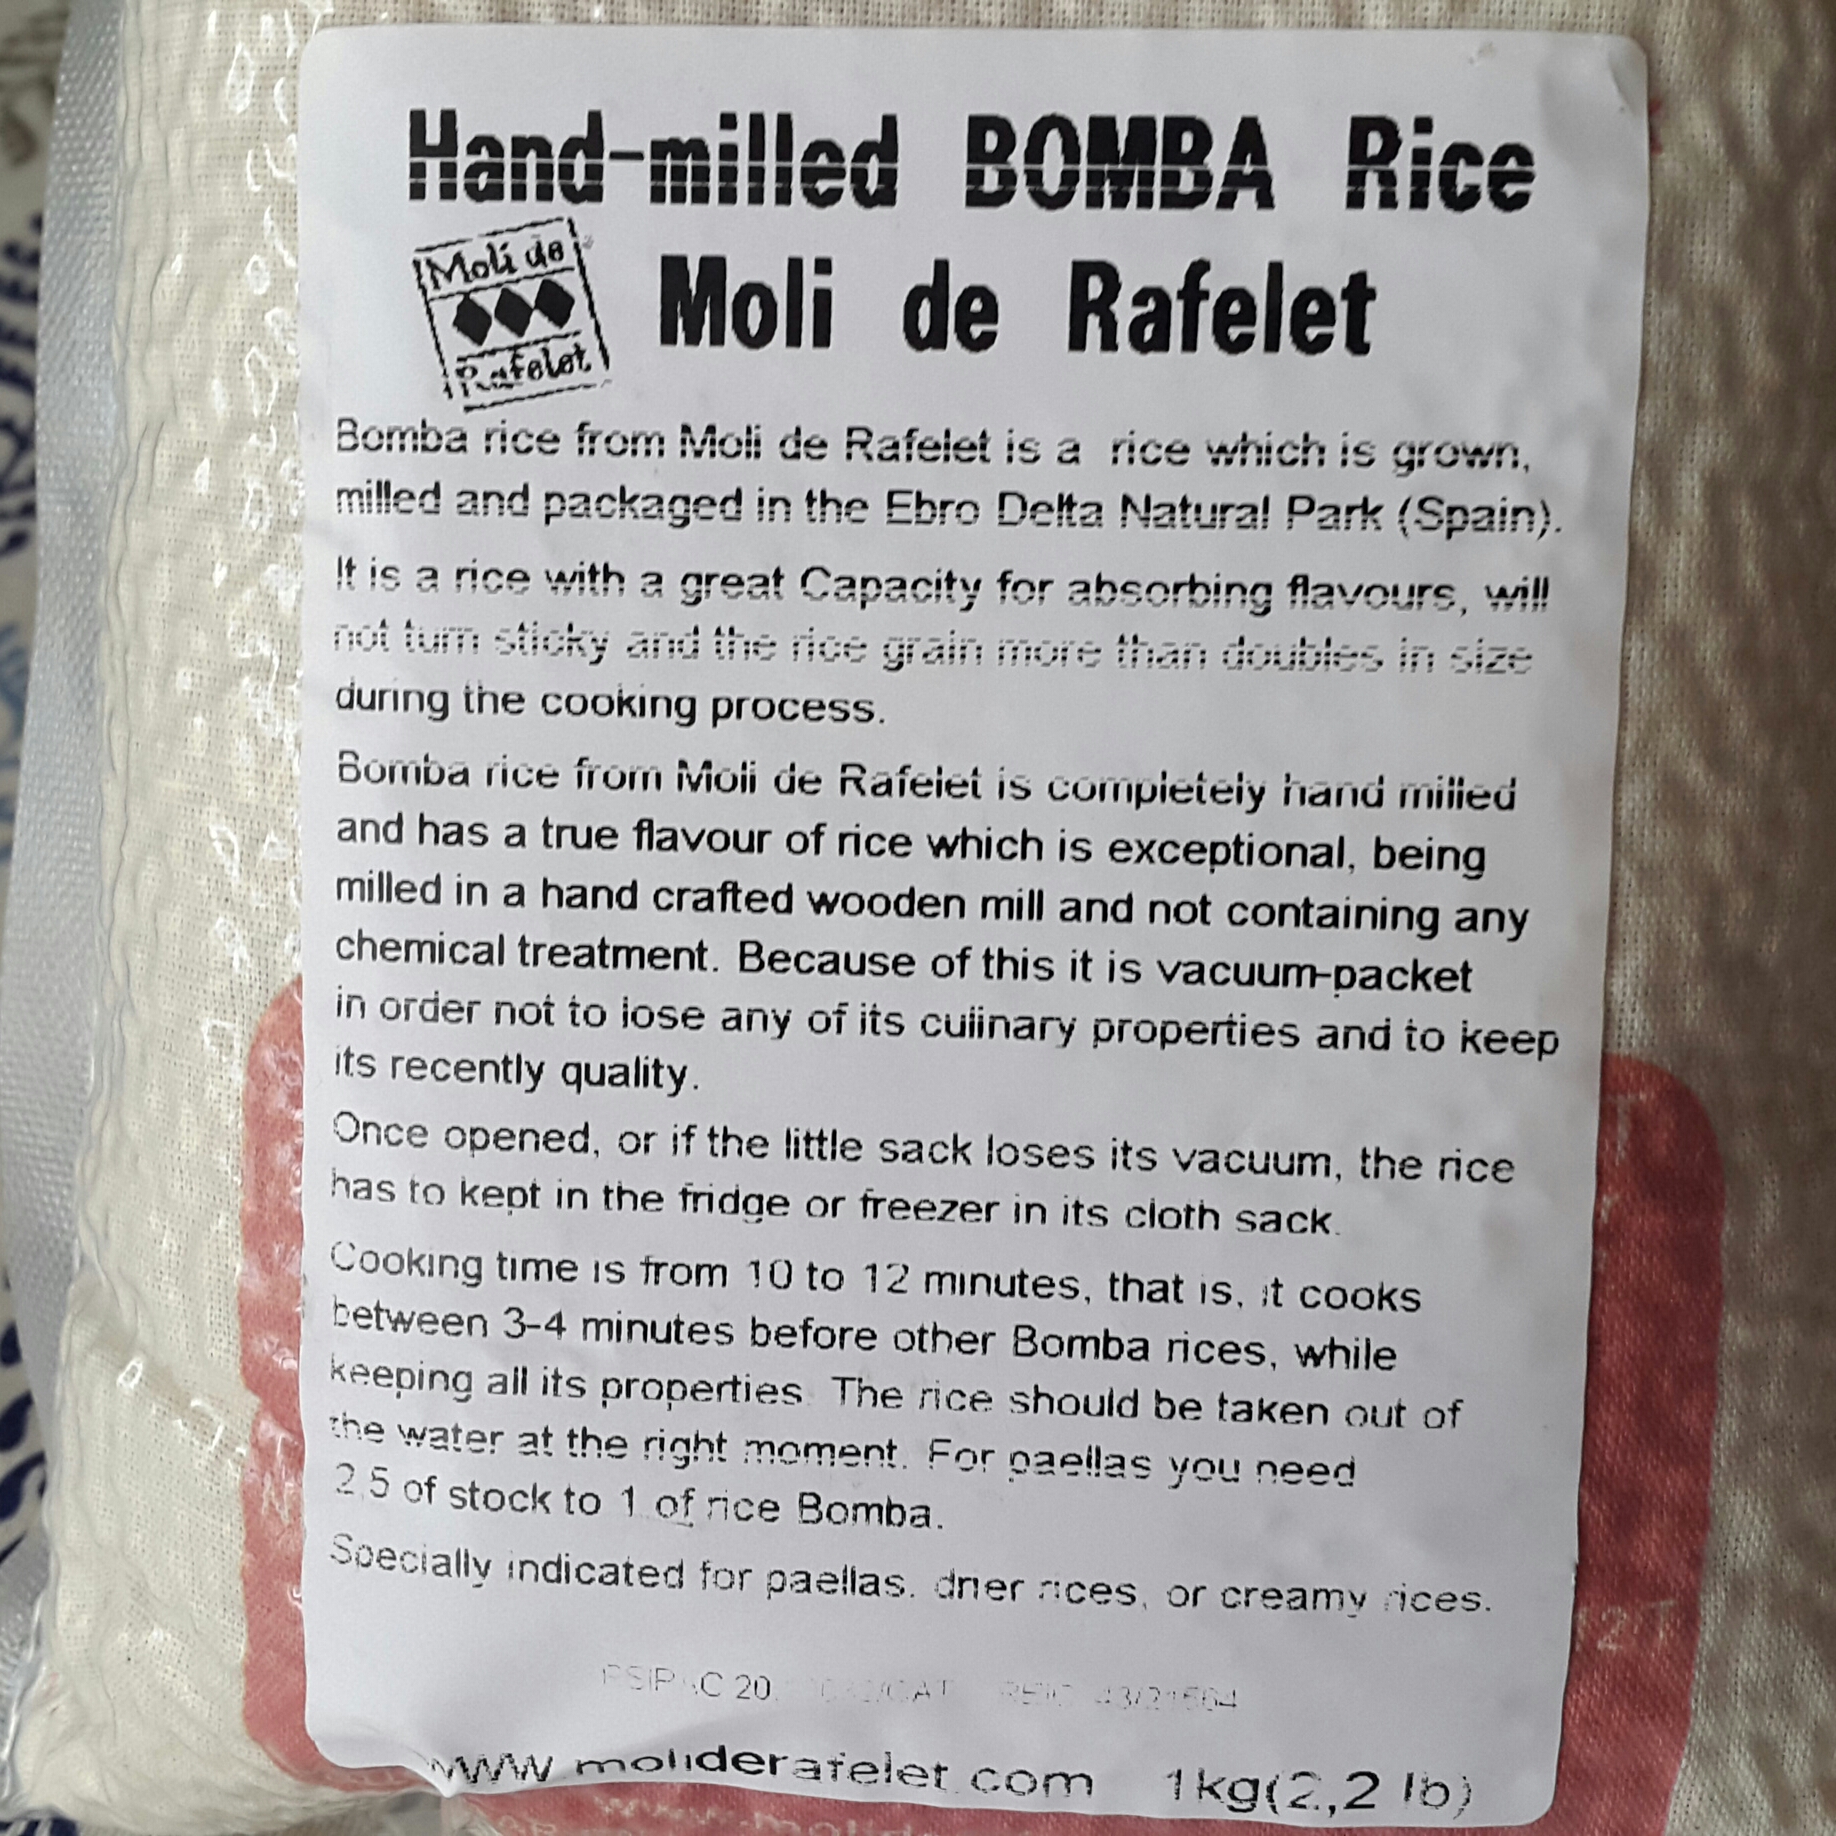 Hand-milled BOMBA Rice
Moli de
Rafelet
Moli de Rafelet
Bomba rice from Moli de Rafelet is a rice which is grown,
milled and packaged in the Ebro Delta Natural Park (Spain).
It is a rice with a great Capacity for absorbing flavours, will
not turn sticky and the rice grain more than doubles in size
during the cooking process.
Bomba rice from Moli de Rafelet is completely hand milled
and has a true flavour of rice which is exceptional, being
milled in a hand crafted wooden mill and not containing any
chemical treatment. Because of this it is vacuum-packet
in order not to lose any of its culinary properties and to keep
its recently quality.
Once opened, or if the little sack loses its vacuum, the rice
has to kept in the fridge or freezer in its cloth sack.
Cooking time is from 10 to 12 minutes, that is, it cooks
between 3-4 minutes before other Bomba rices, while
keeping all its properties. The rice should be taken out of
the water at the right moment. For paellas you need
2,5 of stock to 1 of rice Bomba.
Specially indicated for paellas, drier rices, or creamy rices.
www.moliderafelet.com 1kg(2,2 lb)